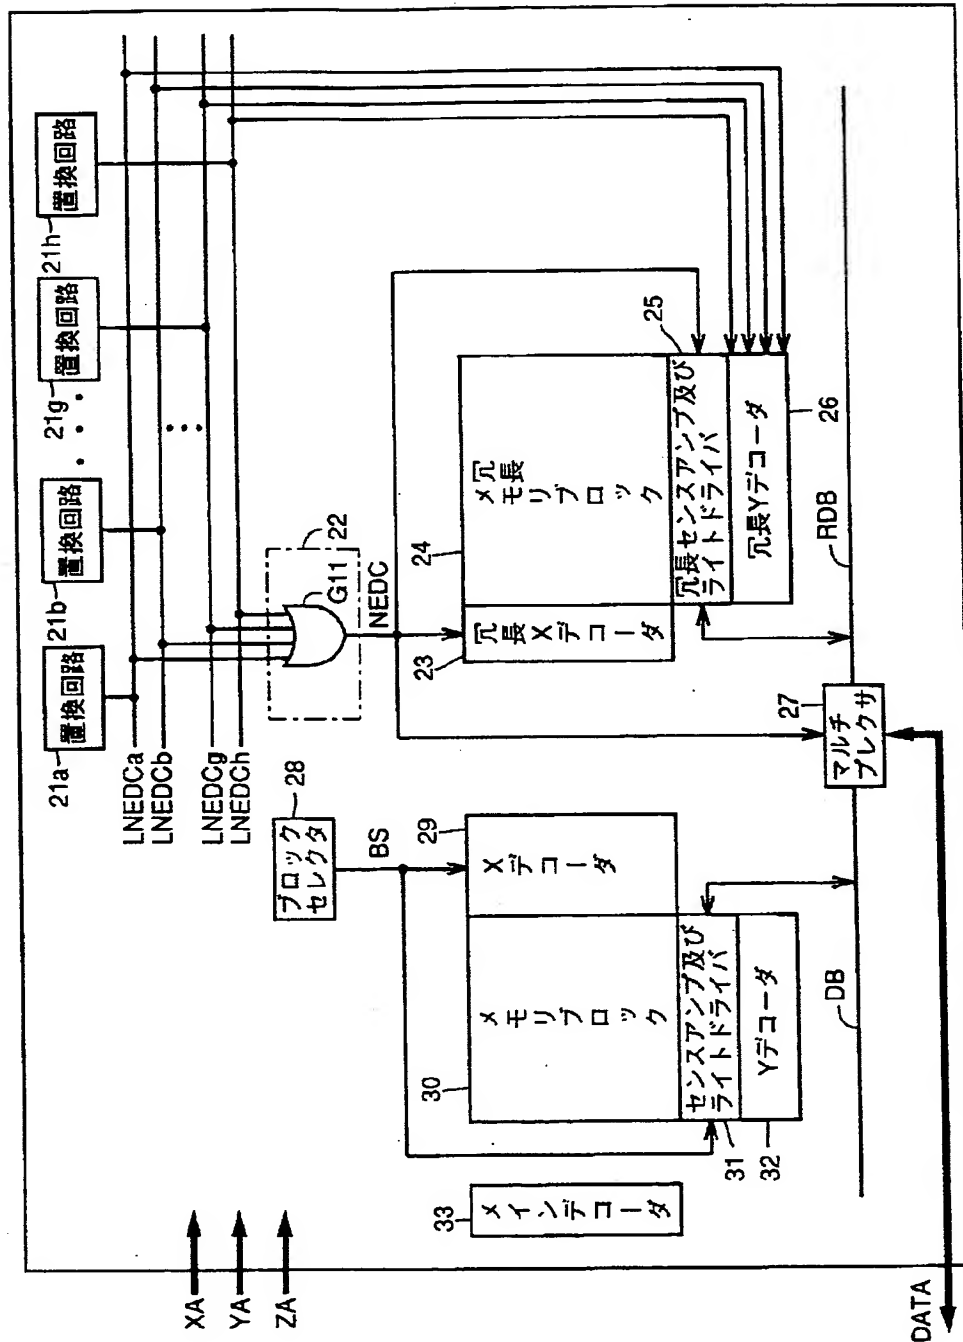 21a
置換回路
21b
置換回路
21g
置換回路
21h
置換回路
LNEDCa
LNEDCb
LNEDCg
LNEDCh
22
G11
28
ブロック
セレクタ
BS
NEDC
29
Xデコーダ
30
メモリブロック
31
センスアンプ及び
ライトドライバ
32
Yデコーダ
33
メインデコーダ
23
冗長Xデコーダ
24
冗長
メモリブロック
25
冗長センスアンプ及び
ライトドライバ
26
冗長Yデコーダ
27
マルチ
プレクサ
DB
RDB
XA
YA
ZA
DATA